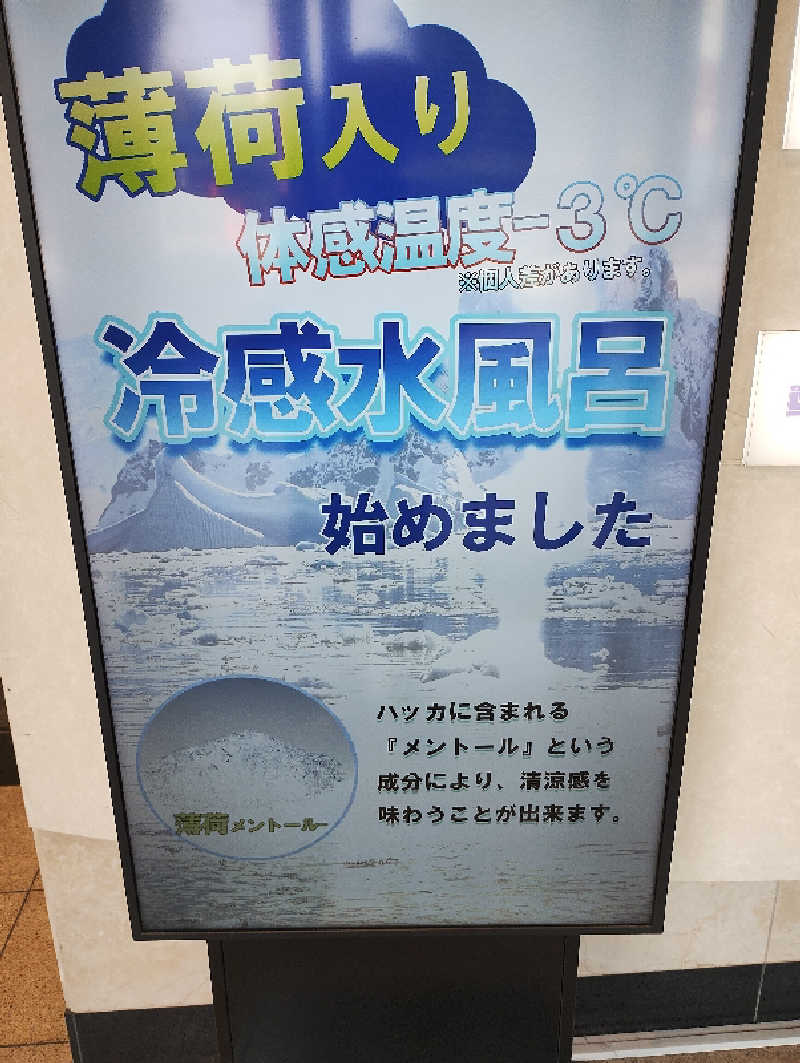 薄荷入り
体感温度-3℃
※個人差があります。
冷感水風呂
始めました
ハッカに含まれる
『メントール』という
成分により、清涼感を
味わうことが出来ます。
薄荷メントール